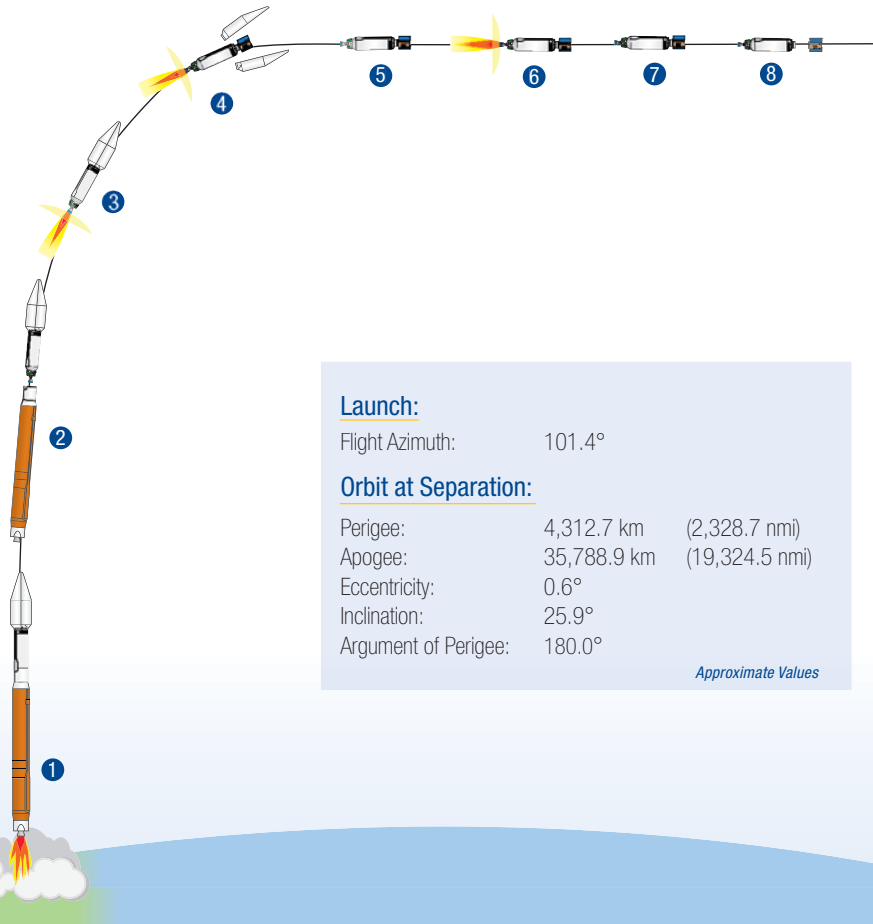 4
5
6
7
8
3
2
1
Launch:
Flight Azimuth: 101.4°
Orbit at Separation:
Perigee: 4,312.7 km (2,328.7 nmi)
Apogee: 35,788.9 km (19,324.5 nmi)
Eccentricity: 0.6°
Inclination: 25.9°
Argument of Perigee: 180.0°
Approximate Values